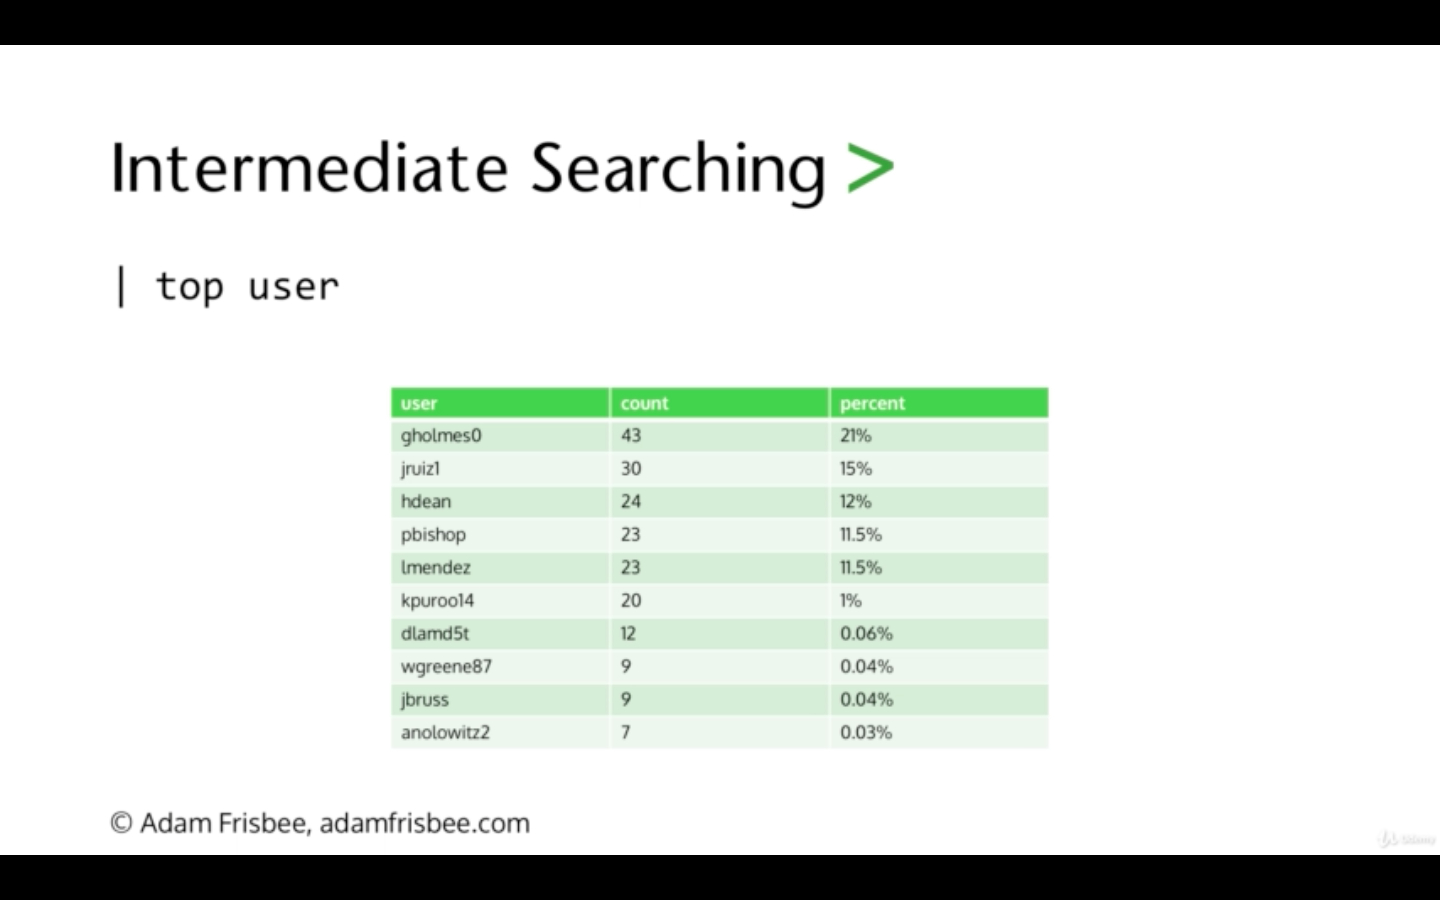 Intermediate Searching >
| top user
user count percent
gholmes0 43 21%
jruiz1 30 15%
hdean 24 12%
pbishop 23 11.5%
lmendez 23 11.5%
kpuroo14 20 1%
dlamd5t 12 0.06%
wgreene87 9 0.04%
jbruss 9 0.04%
anolowitz2 7 0.03%
© Adam Frisbee, adamfrisbee.com
Udemy